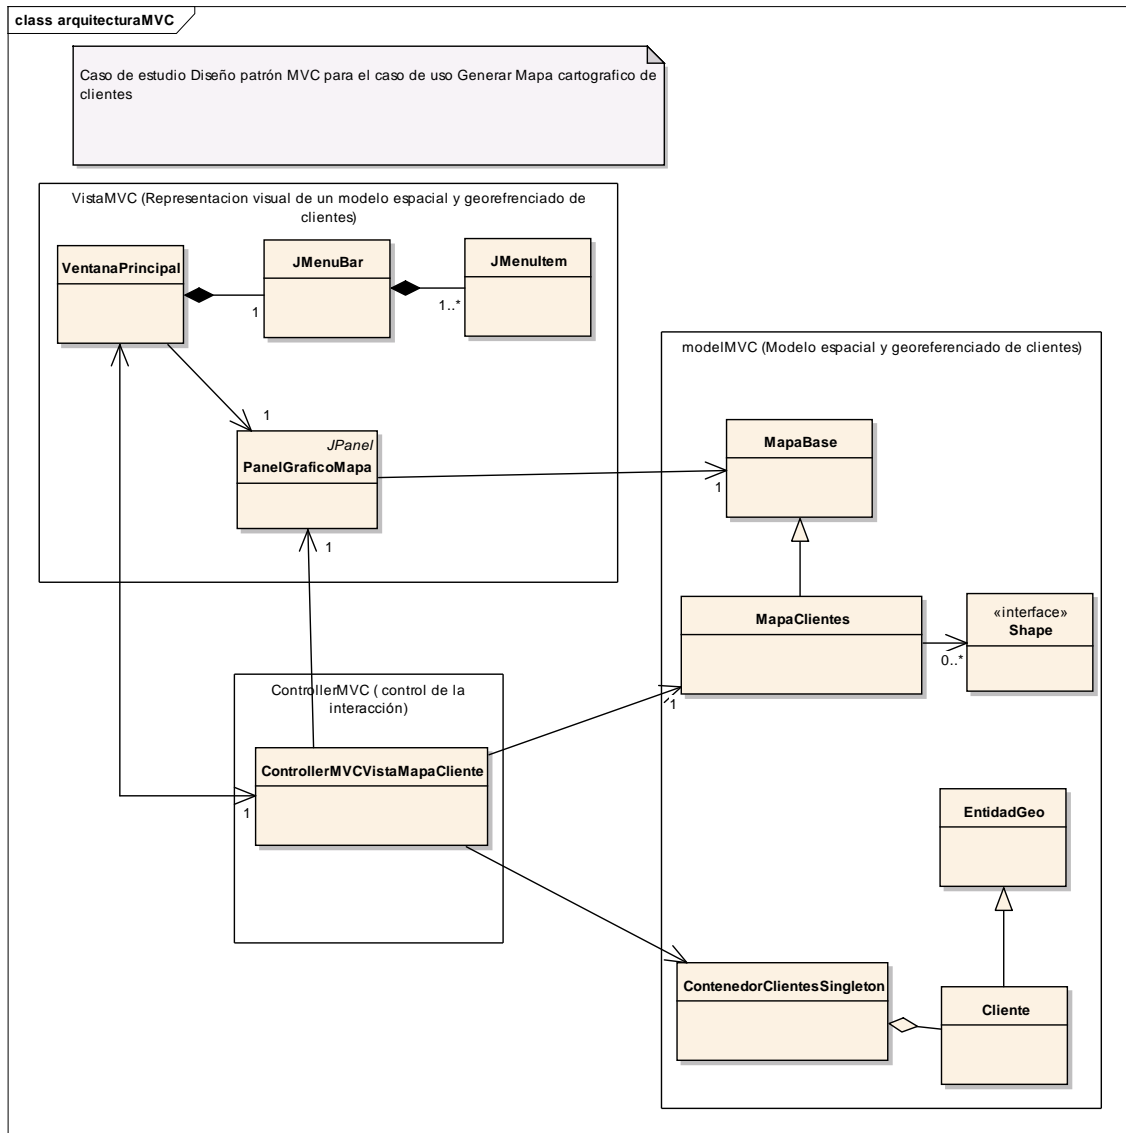 class arquitecturaMVC
Caso de estudio Diseño patrón MVC para el caso de uso Generar Mapa cartografico de
clientes
VistaMVC (Representacion visual de un modelo espacial y georefrenciado de
clientes)
VentanaPrincipal
JMenuBar
JMenuItem
1
1..*
modelMVC (Modelo espacial y georeferenciado de clientes)
1
JPanel
PanelGraficoMapa
MapaBase
1
1
«interface»
Shape
MapaClientes
0..*
ControllerMVC ( control de la
interacción)
1
ControllerMVCVistaMapaCliente
1
EntidadGeo
ContenedorClientesSingleton
Cliente